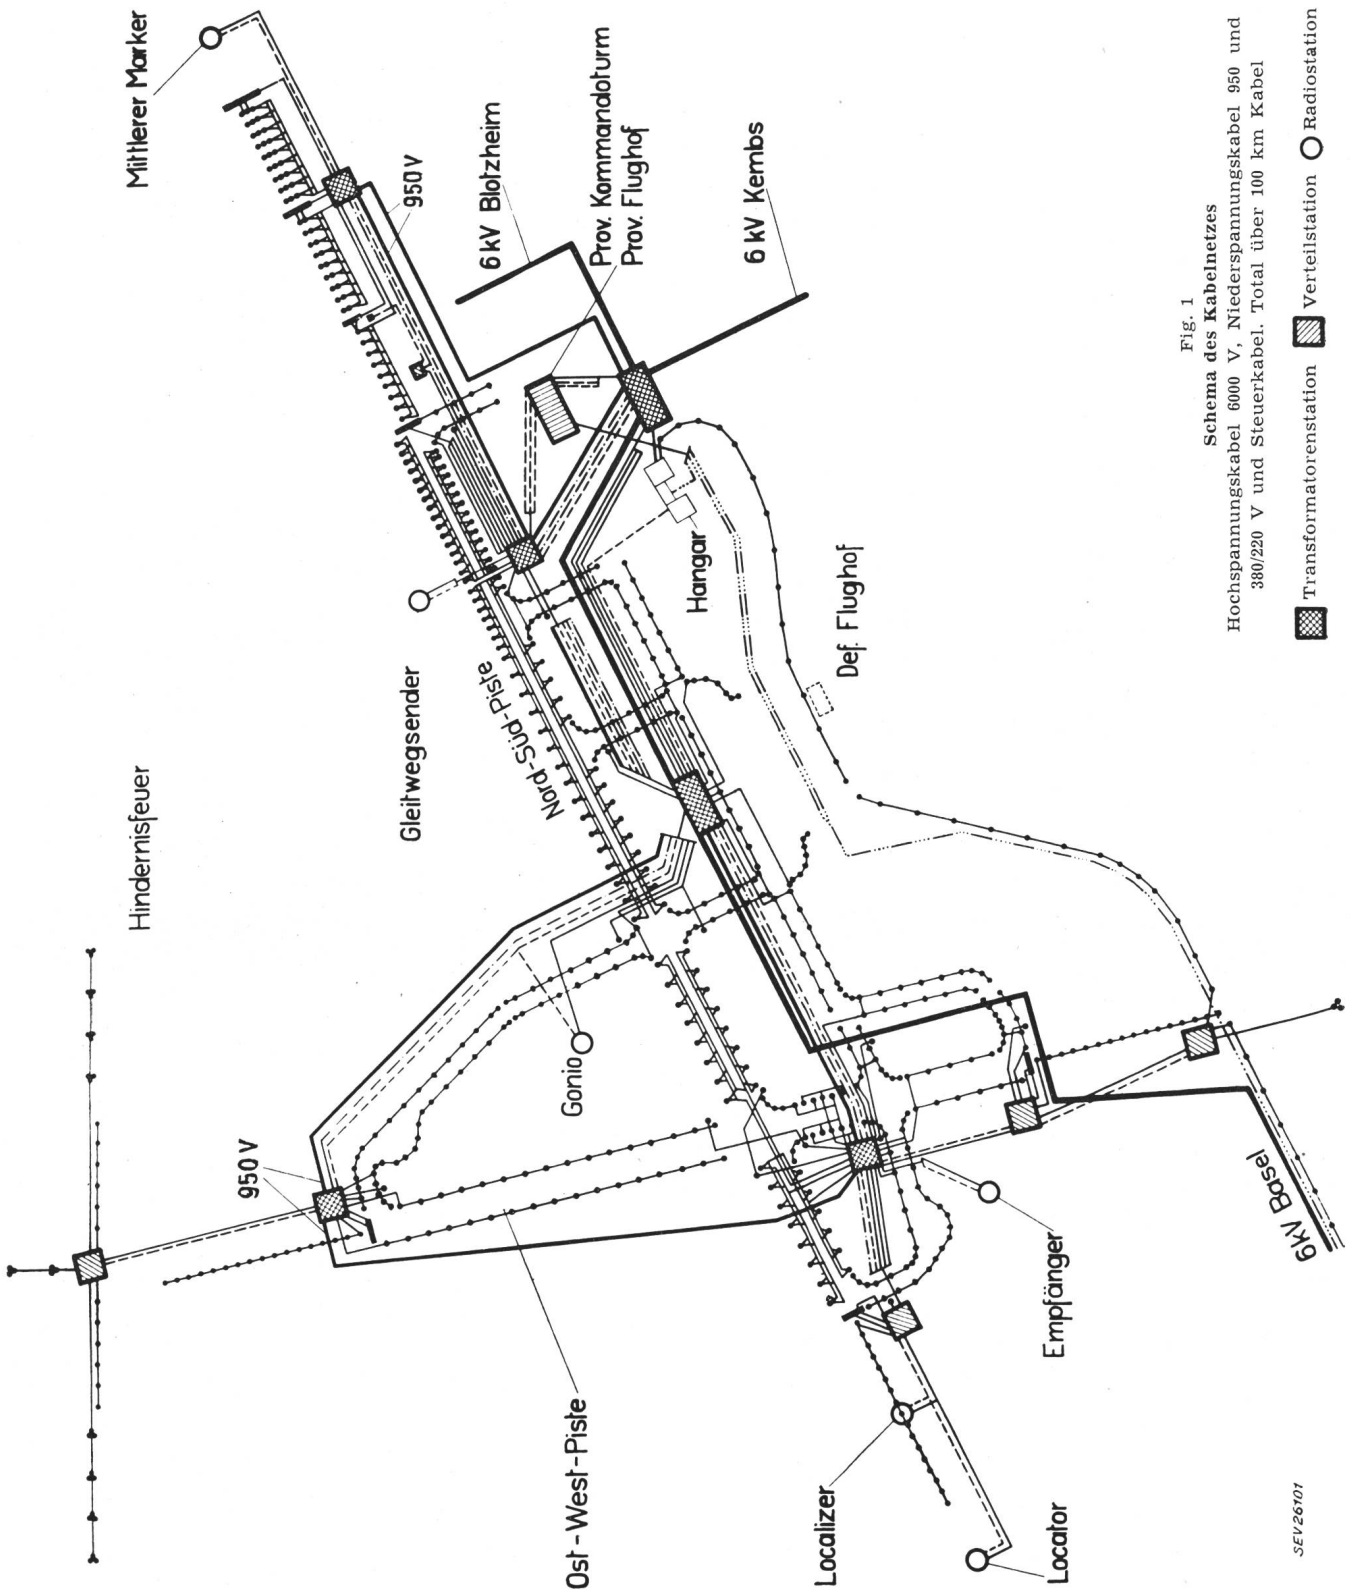 Mittlerer Marker
950 V
6 kV Blotzheim
Prov. Kommandoturm
Prov. Flughof
6 kV Kembs
Hindernisfeuer
Gleitwegsender
Nord-Süd-Piste
Hangar
Def. Flughof
Gonio
950 V
Ost-West-Piste
Localizer
Locator
Empfänger
6kV Basel
Fig. 1
Schema des Kabelnetzes
Hochspannungskabel 6000 V, Niederspannungskabel 950 und
380/220 V und Steuerkabel. Total über 100 km Kabel
Transformatorenstation Verteilstation Radiostation
SEV26101